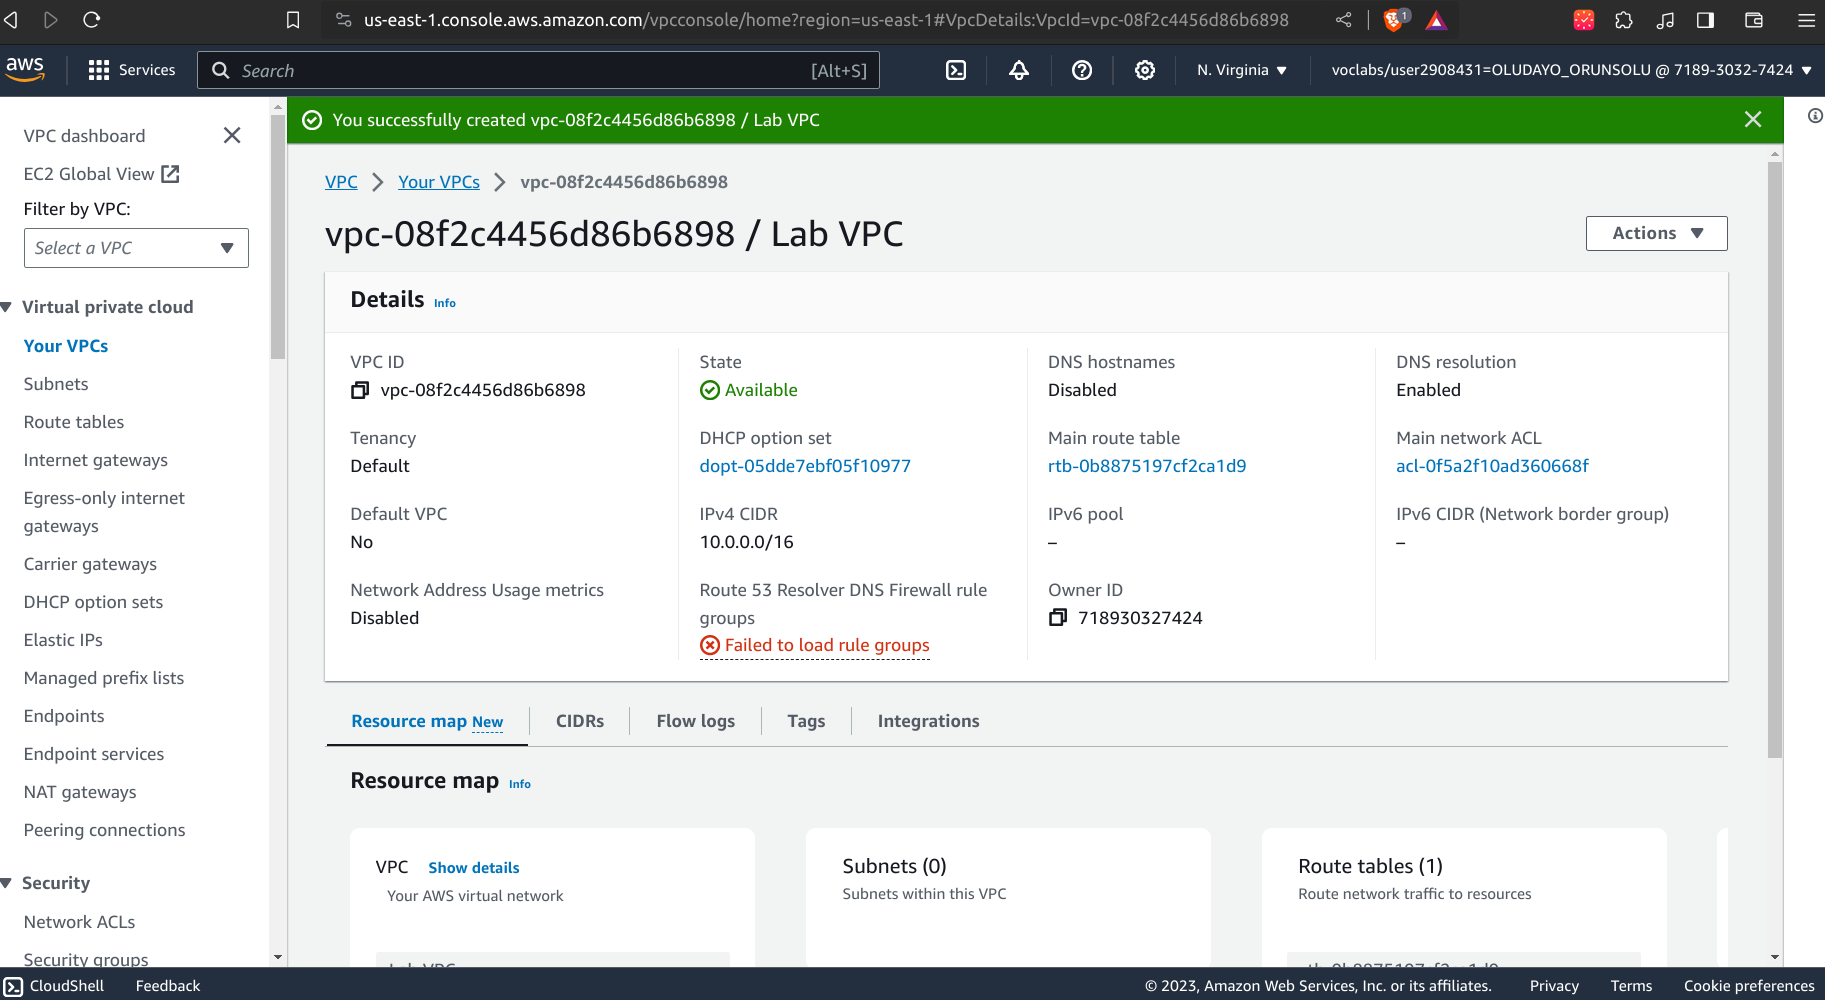 us-east-1.console.aws.amazon.com/vpcconsole/home?region=us-east-1#VpcDetails:VpcId=vpc-08f2c4456d86b6898
1
aws
Services
Search
[Alt+S]
N. Virginia
voclabs/user2908431=OLUDAYO_ORUNSOLU @ 7189-3032-7424
VPC dashboard
EC2 Global View
Filter by VPC:
Select a VPC
Virtual private cloud
Your VPCs
Subnets
Route tables
Internet gateways
Egress-only internet
gateways
Carrier gateways
DHCP option sets
Elastic IPs
Managed prefix lists
Endpoints
Endpoint services
NAT gateways
Peering connections
Security
Network ACLs
Security groups
You successfully created vpc-08f2c4456d86b6898 / Lab VPC
VPC
Your VPCs
vpc-08f2c4456d86b6898
vpc-08f2c4456d86b6898 / Lab VPC
Actions
Details Info
VPC ID
vpc-08f2c4456d86b6898
State
Available
DNS hostnames
Disabled
DNS resolution
Enabled
Tenancy
Default
DHCP option set
dopt-05dde7ebf05f10977
Main route table
rtb-0b8875197cf2ca1d9
Main network ACL
acl-0f5a2f10ad360668f
Default VPC
No
IPv4 CIDR
10.0.0.0/16
IPv6 pool
–
IPv6 CIDR (Network border group)
–
Network Address Usage metrics
Disabled
Route 53 Resolver DNS Firewall rule
groups
Failed to load rule groups
Owner ID
718930327424
Resource map New
CIDRs
Flow logs
Tags
Integrations
Resource map Info
VPC Show details
Your AWS virtual network
Lab VPC
Subnets (0)
Subnets within this VPC
Route tables (1)
Route network traffic to resources
rtb-0b8875197cf2ca1d9
CloudShell
Feedback
© 2023, Amazon Web Services, Inc. or its affiliates.
Privacy
Terms
Cookie preferences